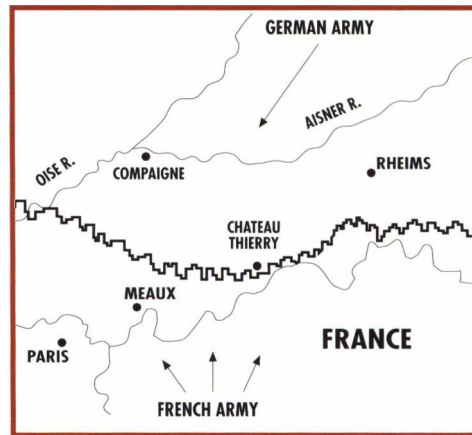 GERMAN ARMY
AISNER R.
OISE R.
COMPAIGNE
RHEIMS
CHATEAU
THIERRY
MEAUX
FRANCE
PARIS
FRENCH ARMY